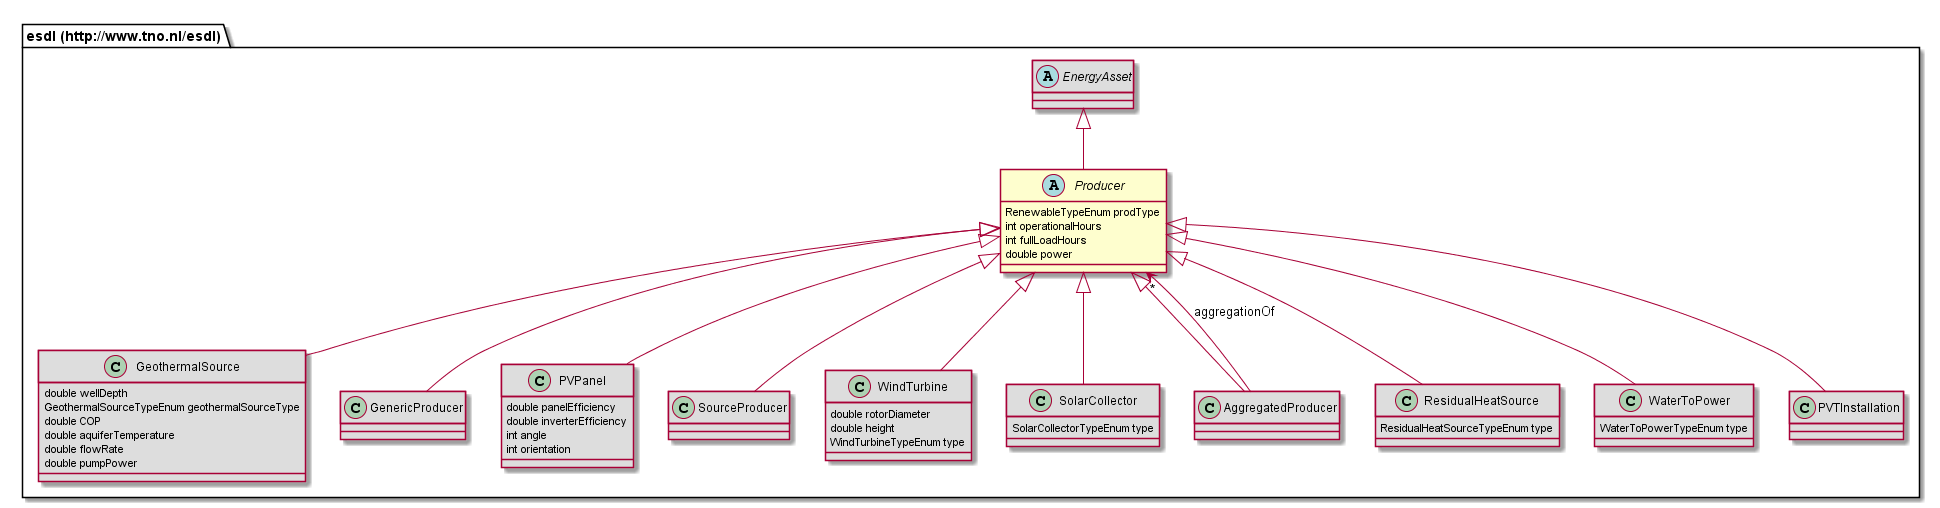 esdl (http://www.tno.nl/esdl)
A EnergyAsset
A Producer
RenewableTypeEnum prodType
int operationalHours
int fullLoadHours
double power
*
aggregationOf
C GeothermalSource
double wellDepth
GeothermalSourceTypeEnum geothermalSourceType
double COP
double aquiferTemperature
double flowRate
double pumpPower
C GenericProducer
C PVPanel
double panelEfficiency
double inverterEfficiency
int angle
int orientation
C SourceProducer
C WindTurbine
double rotorDiameter
double height
WindTurbineTypeEnum type
C SolarCollector
SolarCollectorTypeEnum type
C AggregatedProducer
C ResidualHeatSource
ResidualHeatSourceTypeEnum type
C WaterToPower
WaterToPowerTypeEnum type
C PVTInstallation